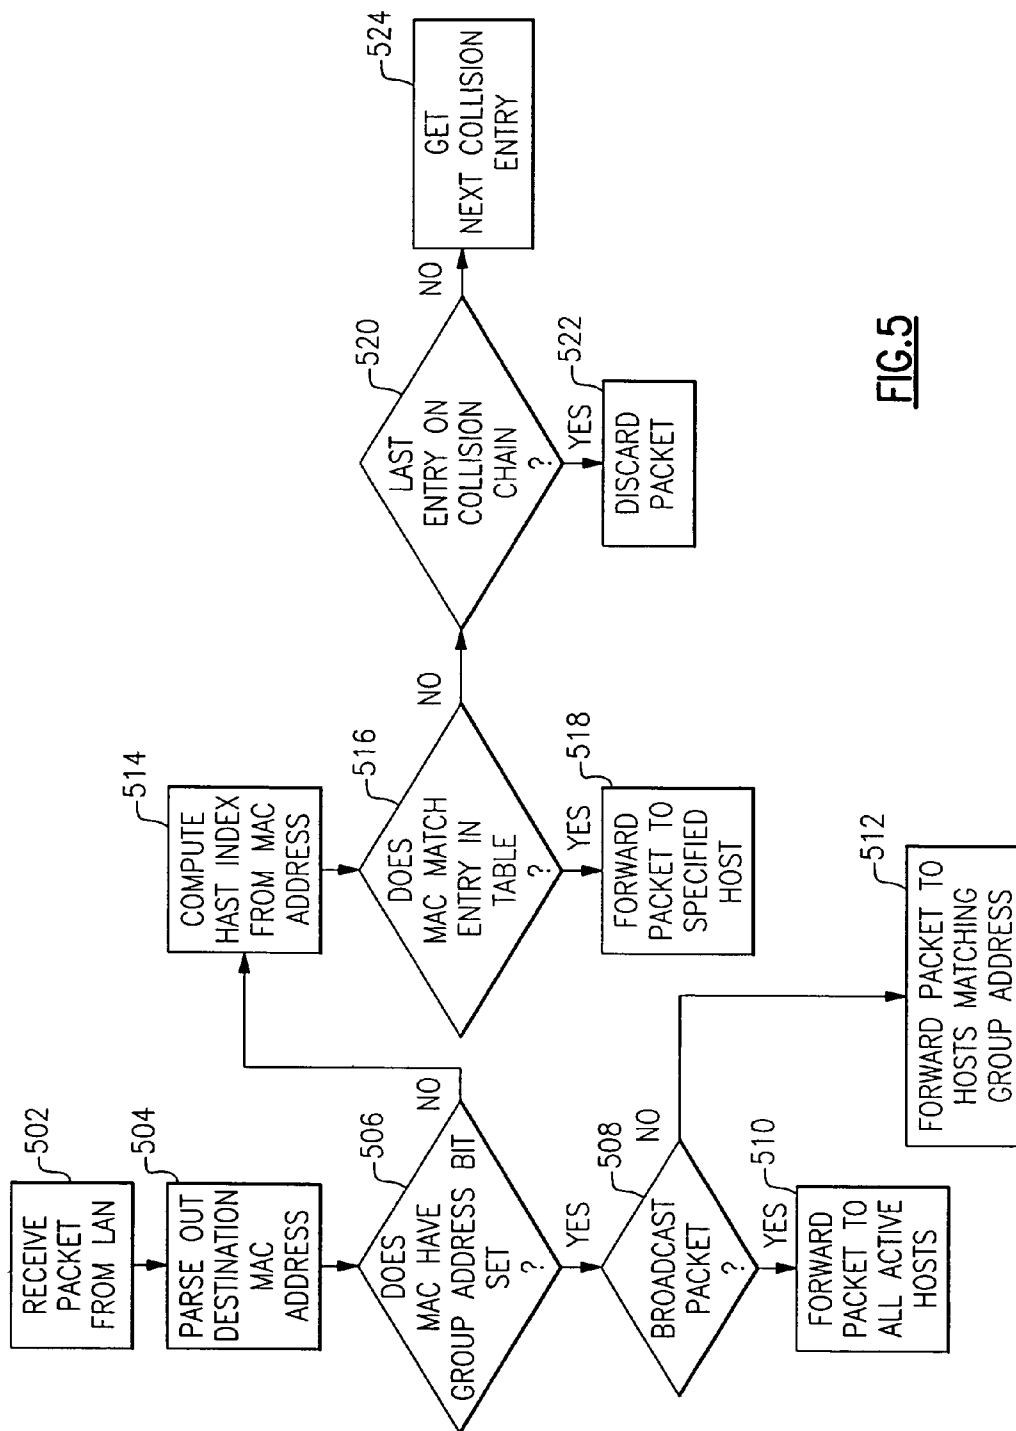 502
RECEIVE
PACKET
FROM LAN
504
PARSE OUT
DESTINATION
MAC
ADDRESS
506
DOES
MAC HAVE
GROUP ADDRESS BIT
SET
?
NO
YES
508
BROADCAST
PACKET
?
NO
YES
510
FORWARD
PACKET TO
ALL ACTIVE
HOSTS
512
FORWARD PACKET TO
HOSTS MATCHING
GROUP ADDRESS
514
COMPUTE
HAST INDEX
FROM MAC
ADDRESS
516
DOES
MAC MATCH
ENTRY IN
TABLE
?
NO
YES
518
FORWARD
PACKET TO
SPECIFIED
HOST
520
LAST
ENTRY ON
COLLISION
CHAIN
?
NO
YES
522
DISCARD
PACKET
524
GET
NEXT COLLISION
ENTRY
FIG.5